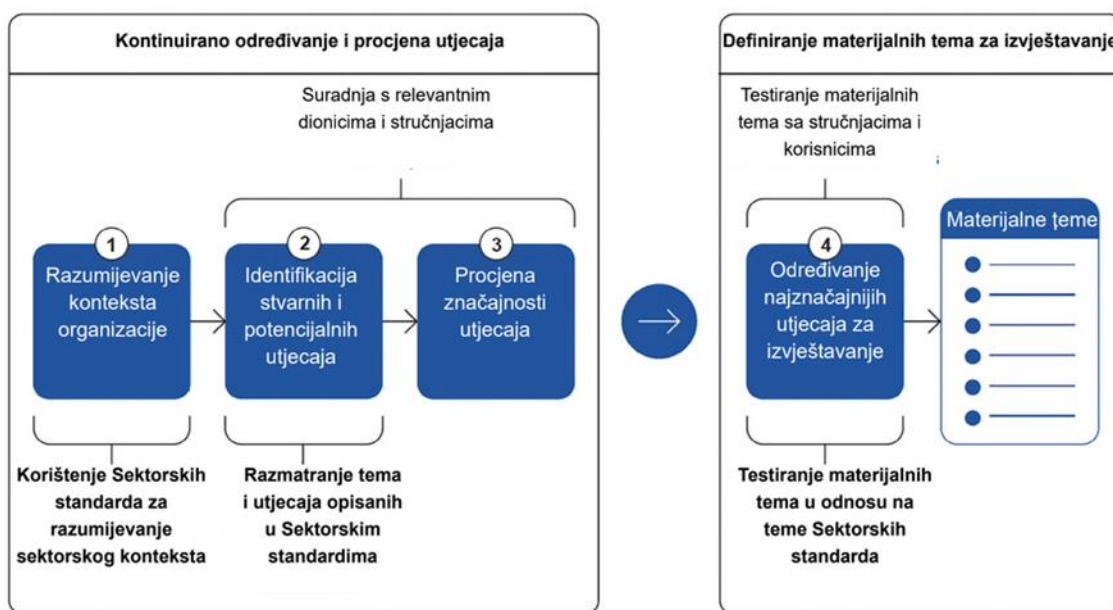 Kontinuirano određivanje i procjena utjecaja
Suradnja s relevantnim
dionicima i stručnjacima
1
Razumijevanje
konteksta
organizacije
2
Identifikacija
stvarnih i
potencijalnih
utjecaja
3
Procjena
značajnosti
utjecaja
Korištenje Sektorskih
standarda za
razumijevanje
sektorskog konteksta
Razmatranje tema
i utjecaja opisanih
u Sektorskim
standardima
Definiranje materijalnih tema za izvještavanje
Testiranje materijalnih
tema sa stručnjacima i
korisnicima
4
Određivanje
najznačajnijih
utjecaja za
izvještavanje
Materijalne teme
Testiranje materijalnih
tema u odnosu na
teme Sektorskih
standarda